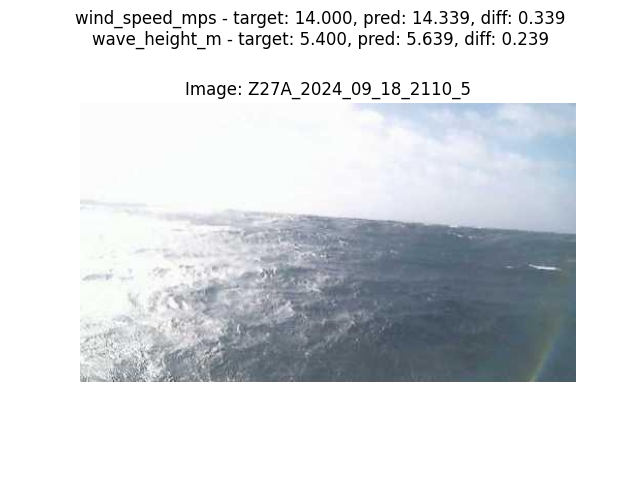 wind_speed_mps - target: 14.000, pred: 14.339, diff: 0.339
wave_height_m - target: 5.400, pred: 5.639, diff: 0.239
Image: Z27A_2024_09_18_2110_5